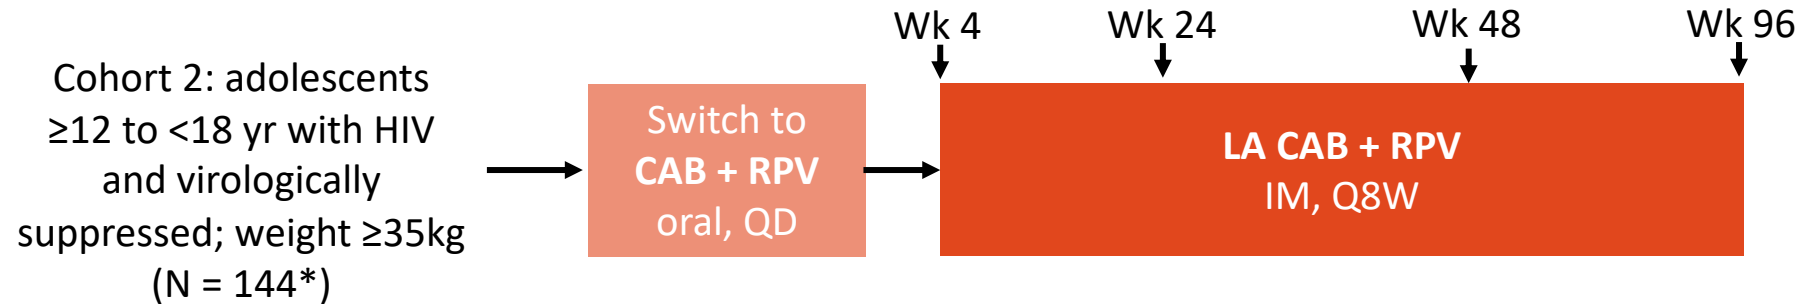 Wk 4
Wk 24
Wk 48
Wk 96
Cohort 2: adolescents
≥12 to <18 yr with HIV
and virologically
suppressed; weight ≥35kg
(N = 144*)
Switch to
CAB + RPV
oral, QD
LA CAB + RPV
IM, Q8W